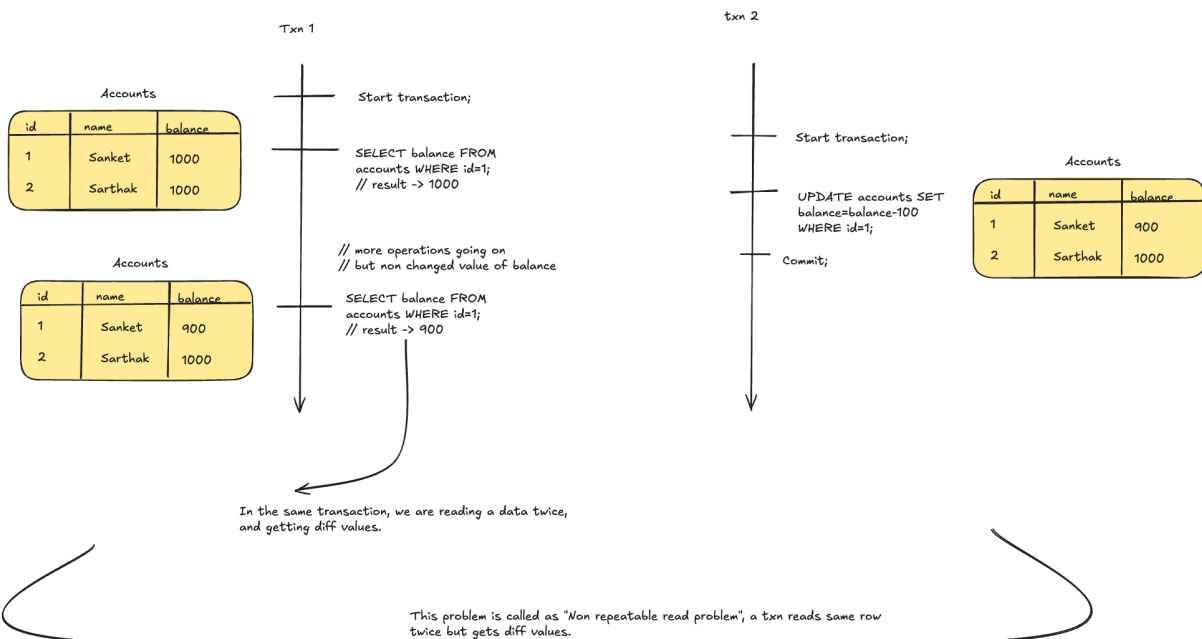 Txn 1
txn 2
Accounts
id name balance
1 Sanket 1000
2 Sarthak 1000
Start transaction;
SELECT balance FROM
accounts WHERE id=1;
// result -> 1000
// more operations going on
// but non changed value of balance
Accounts
id name balance
1 Sanket 900
2 Sarthak 1000
SELECT balance FROM
accounts WHERE id=1;
// result -> 900
Start transaction;
UPDATE accounts SET
balance=balance-100
WHERE id=1;
Commit;
Accounts
id name balance
1 Sanket 900
2 Sarthak 1000
In the same transaction, we are reading a data twice,
and getting diff values.
This problem is called as "Non repeatable read problem", a txn reads same row
twice but gets diff values.